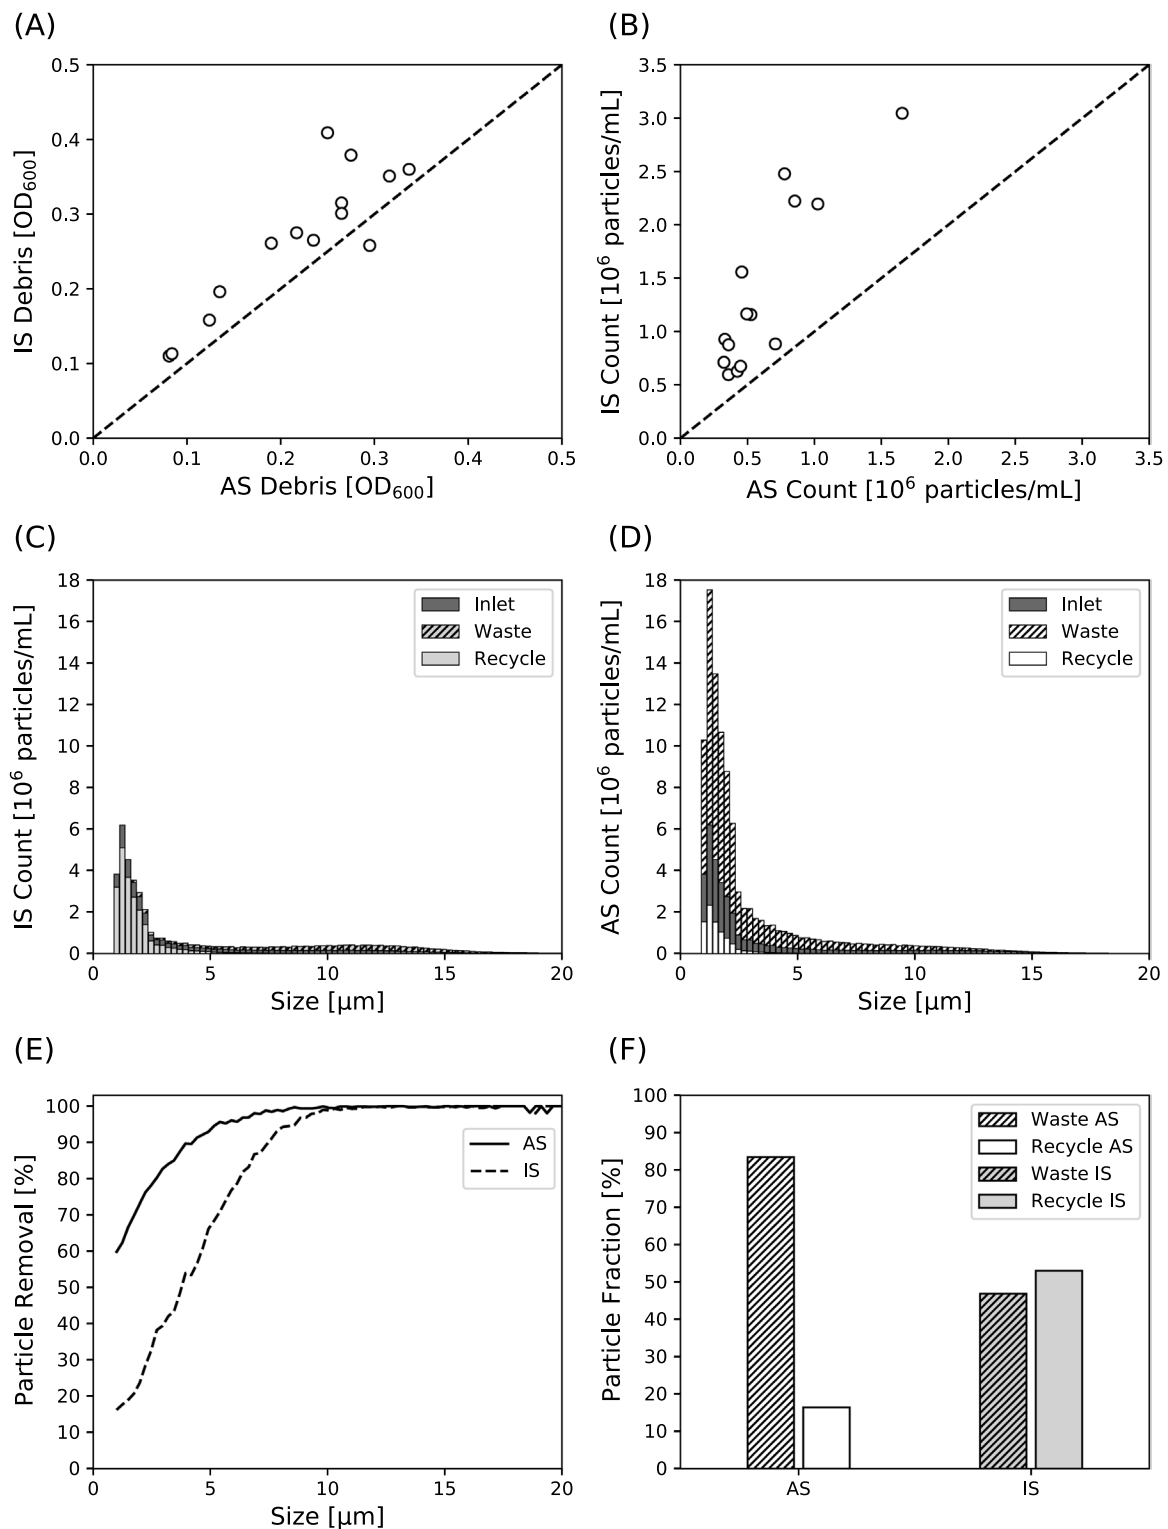 (A)
0.5
0.4
0.3
0.2
0.1
0.0
IS Debris [OD600]
0.0 0.1 0.2 0.3 0.4 0.5
AS Debris [OD600]
(B)
3.5
3.0
2.5
2.0
1.5
1.0
0.5
0.0
IS Count [10^6 particles/mL]
0.0 0.5 1.0 1.5 2.0 2.5 3.0 3.5
AS Count [10^6 particles/mL]
(C)
18
16
14
12
10
8
6
4
2
0
IS Count [10^6 particles/mL]
Inlet
Waste
Recycle
0 5 10 15 20
Size [µm]
(D)
18
16
14
12
10
8
6
4
2
0
AS Count [10^6 particles/mL]
Inlet
Waste
Recycle
0 5 10 15 20
Size [µm]
(E)
100
90
80
70
60
50
40
30
20
10
0
Particle Removal [%]
AS
IS
0 5 10 15 20
Size [µm]
(F)
100
90
80
70
60
50
40
30
20
10
0
Particle Fraction [%]
Waste AS
Recycle AS
Waste IS
Recycle IS
AS IS